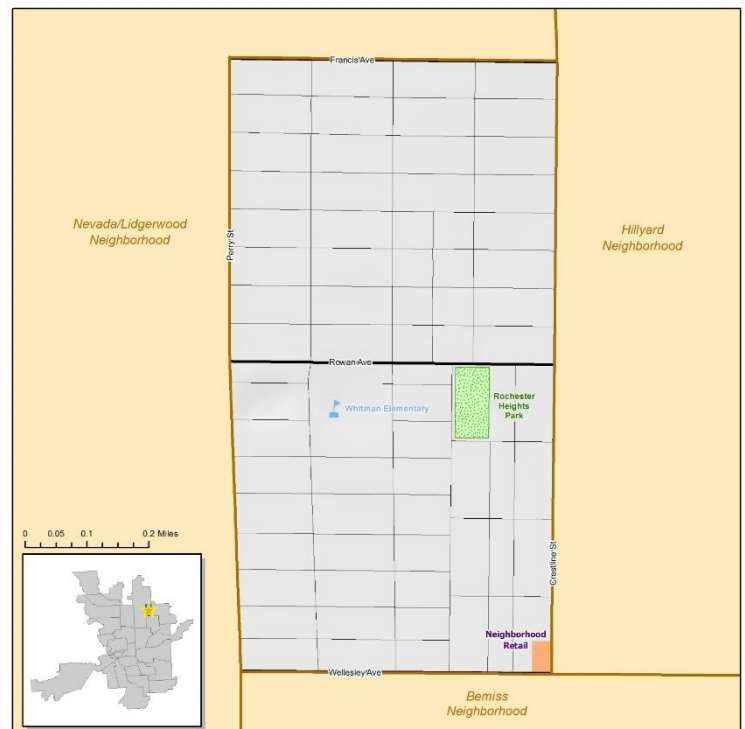 Francis Ave
Nevada/Lidgerwood
Neighborhood
Perry St
Hillyard
Neighborhood
Rowan Ave
Whitman Elementary
Rochester
Heights
Park
0 0.05 0.1 0.2 Miles
Crestline St
Neighborhood
Retail
Wellesley Ave
Bemiss
Neighborhood